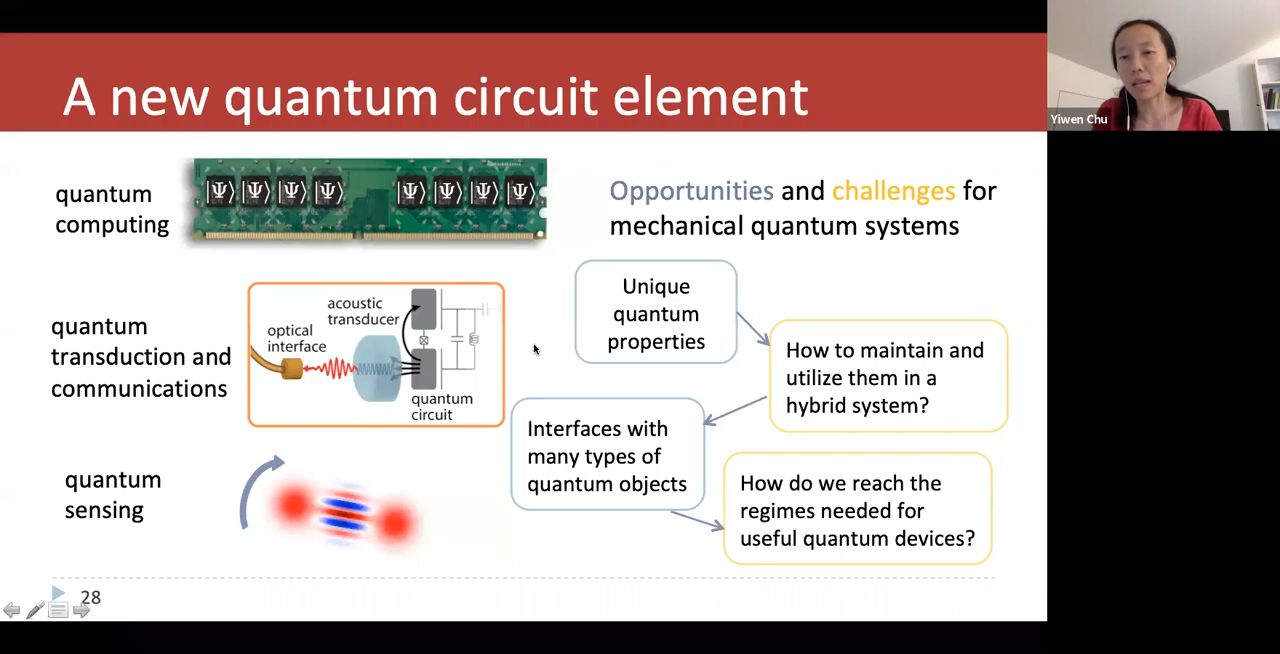 A new quantum circuit element
Yiwen Chu
quantum
computing
|Ψ⟩ |Ψ⟩ |Ψ⟩ |Ψ⟩ |Ψ⟩ |Ψ⟩ |Ψ⟩ |Ψ⟩
Opportunities and challenges for
mechanical quantum systems
quantum
transduction and
communications
optical
interface
acoustic
transducer
quantum
circuit
Unique
quantum
properties
How to maintain and
utilize them in a
hybrid system?
Interfaces with
many types of
quantum objects
How do we reach the
regimes needed for
useful quantum devices?
quantum
sensing
28